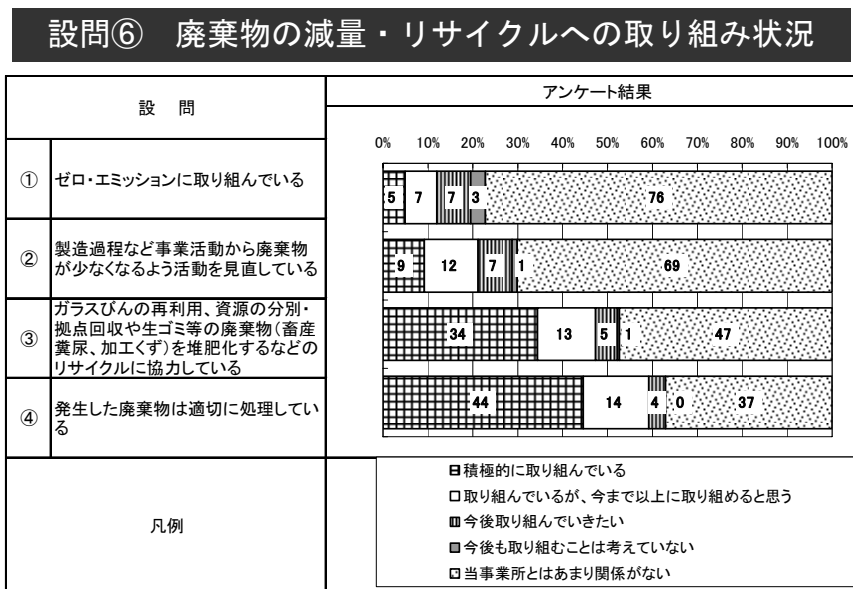 設問⑥　廃棄物の減量・リサイクルへの取り組み状況
設　問
アンケート結果
0% 10% 20% 30% 40% 50% 60% 70% 80% 90% 100%
① ゼロ・エミッションに取り組んでいる
5 7 7 3 76
② 製造過程など事業活動から廃棄物
が少なくなるよう活動を見直している
9 12 7 1 69
③ ガラスびんの再利用、資源の分別・
拠点回収や生ゴミ等の廃棄物（畜産
糞尿、加工くず）を堆肥化するなどの
リサイクルに協力している
34 13 5 1 47
④ 発生した廃棄物は適切に処理してい
る
44 14 4 0 37
凡例
積極的に取り組んでいる
取り組んでいるが、今まで以上に取り組めると思う
今後取り組んでいきたい
今後も取り組むことは考えていない
当事業所とはあまり関係がない